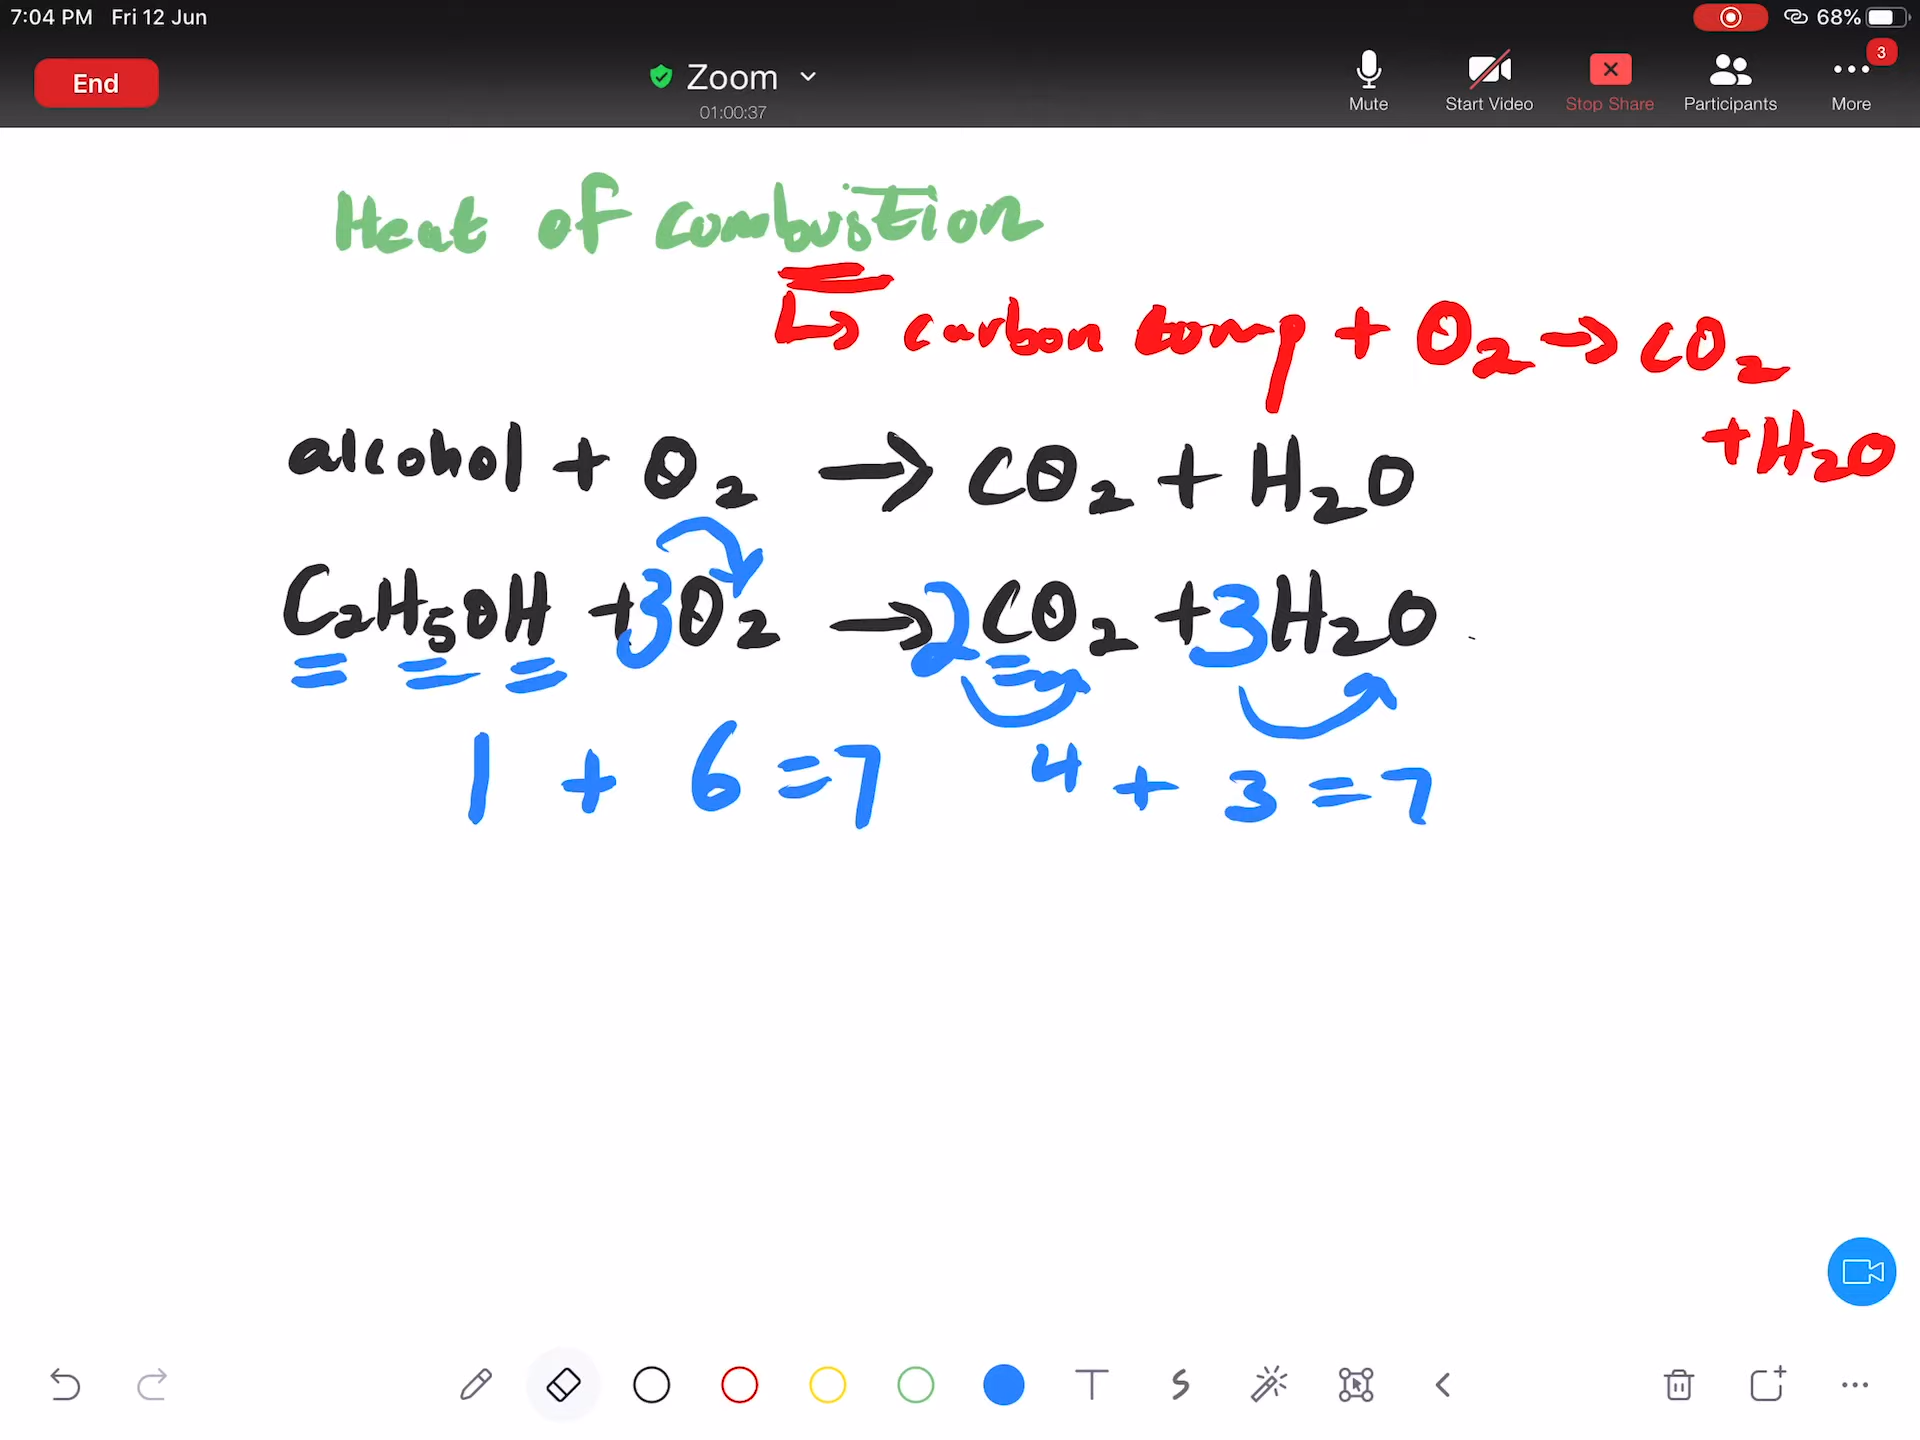 7:04 PM Fri 12 Jun
68%
End
Zoom
01:00:37
Mute
Start Video
Stop Share
Participants
3
More
Heat of combustion
↳ carbon comp + O₂ → CO₂
+ H₂O
alcohol + O₂ → CO₂ + H₂O
C₂H₅OH + 3O₂ → 2CO₂ + 3H₂O
1 + 6 = 7 4 + 3 = 7